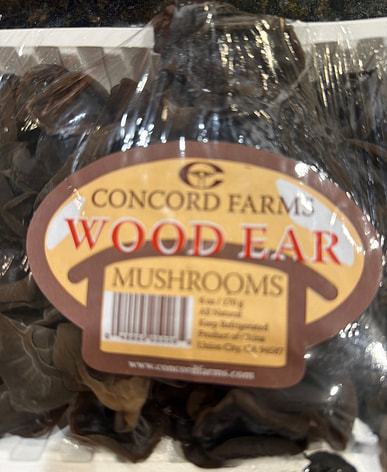 CONCORD FARMS
WOOD EAR
MUSHROOMS
6 oz / 170 g
All Natural
Keep Refrigerated
Product of China
Union City, CA 94587
www.concordfarms.com